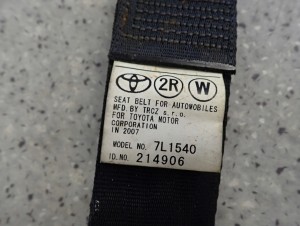 2R W
SEAT BELT FOR AUTOMOBILES
MFD.BY TRCZ s.r.o.
FOR TOYOTA MOTOR
CORPORATION
IN 2007
MODEL NO. 7L1540
ID.NO. 214906